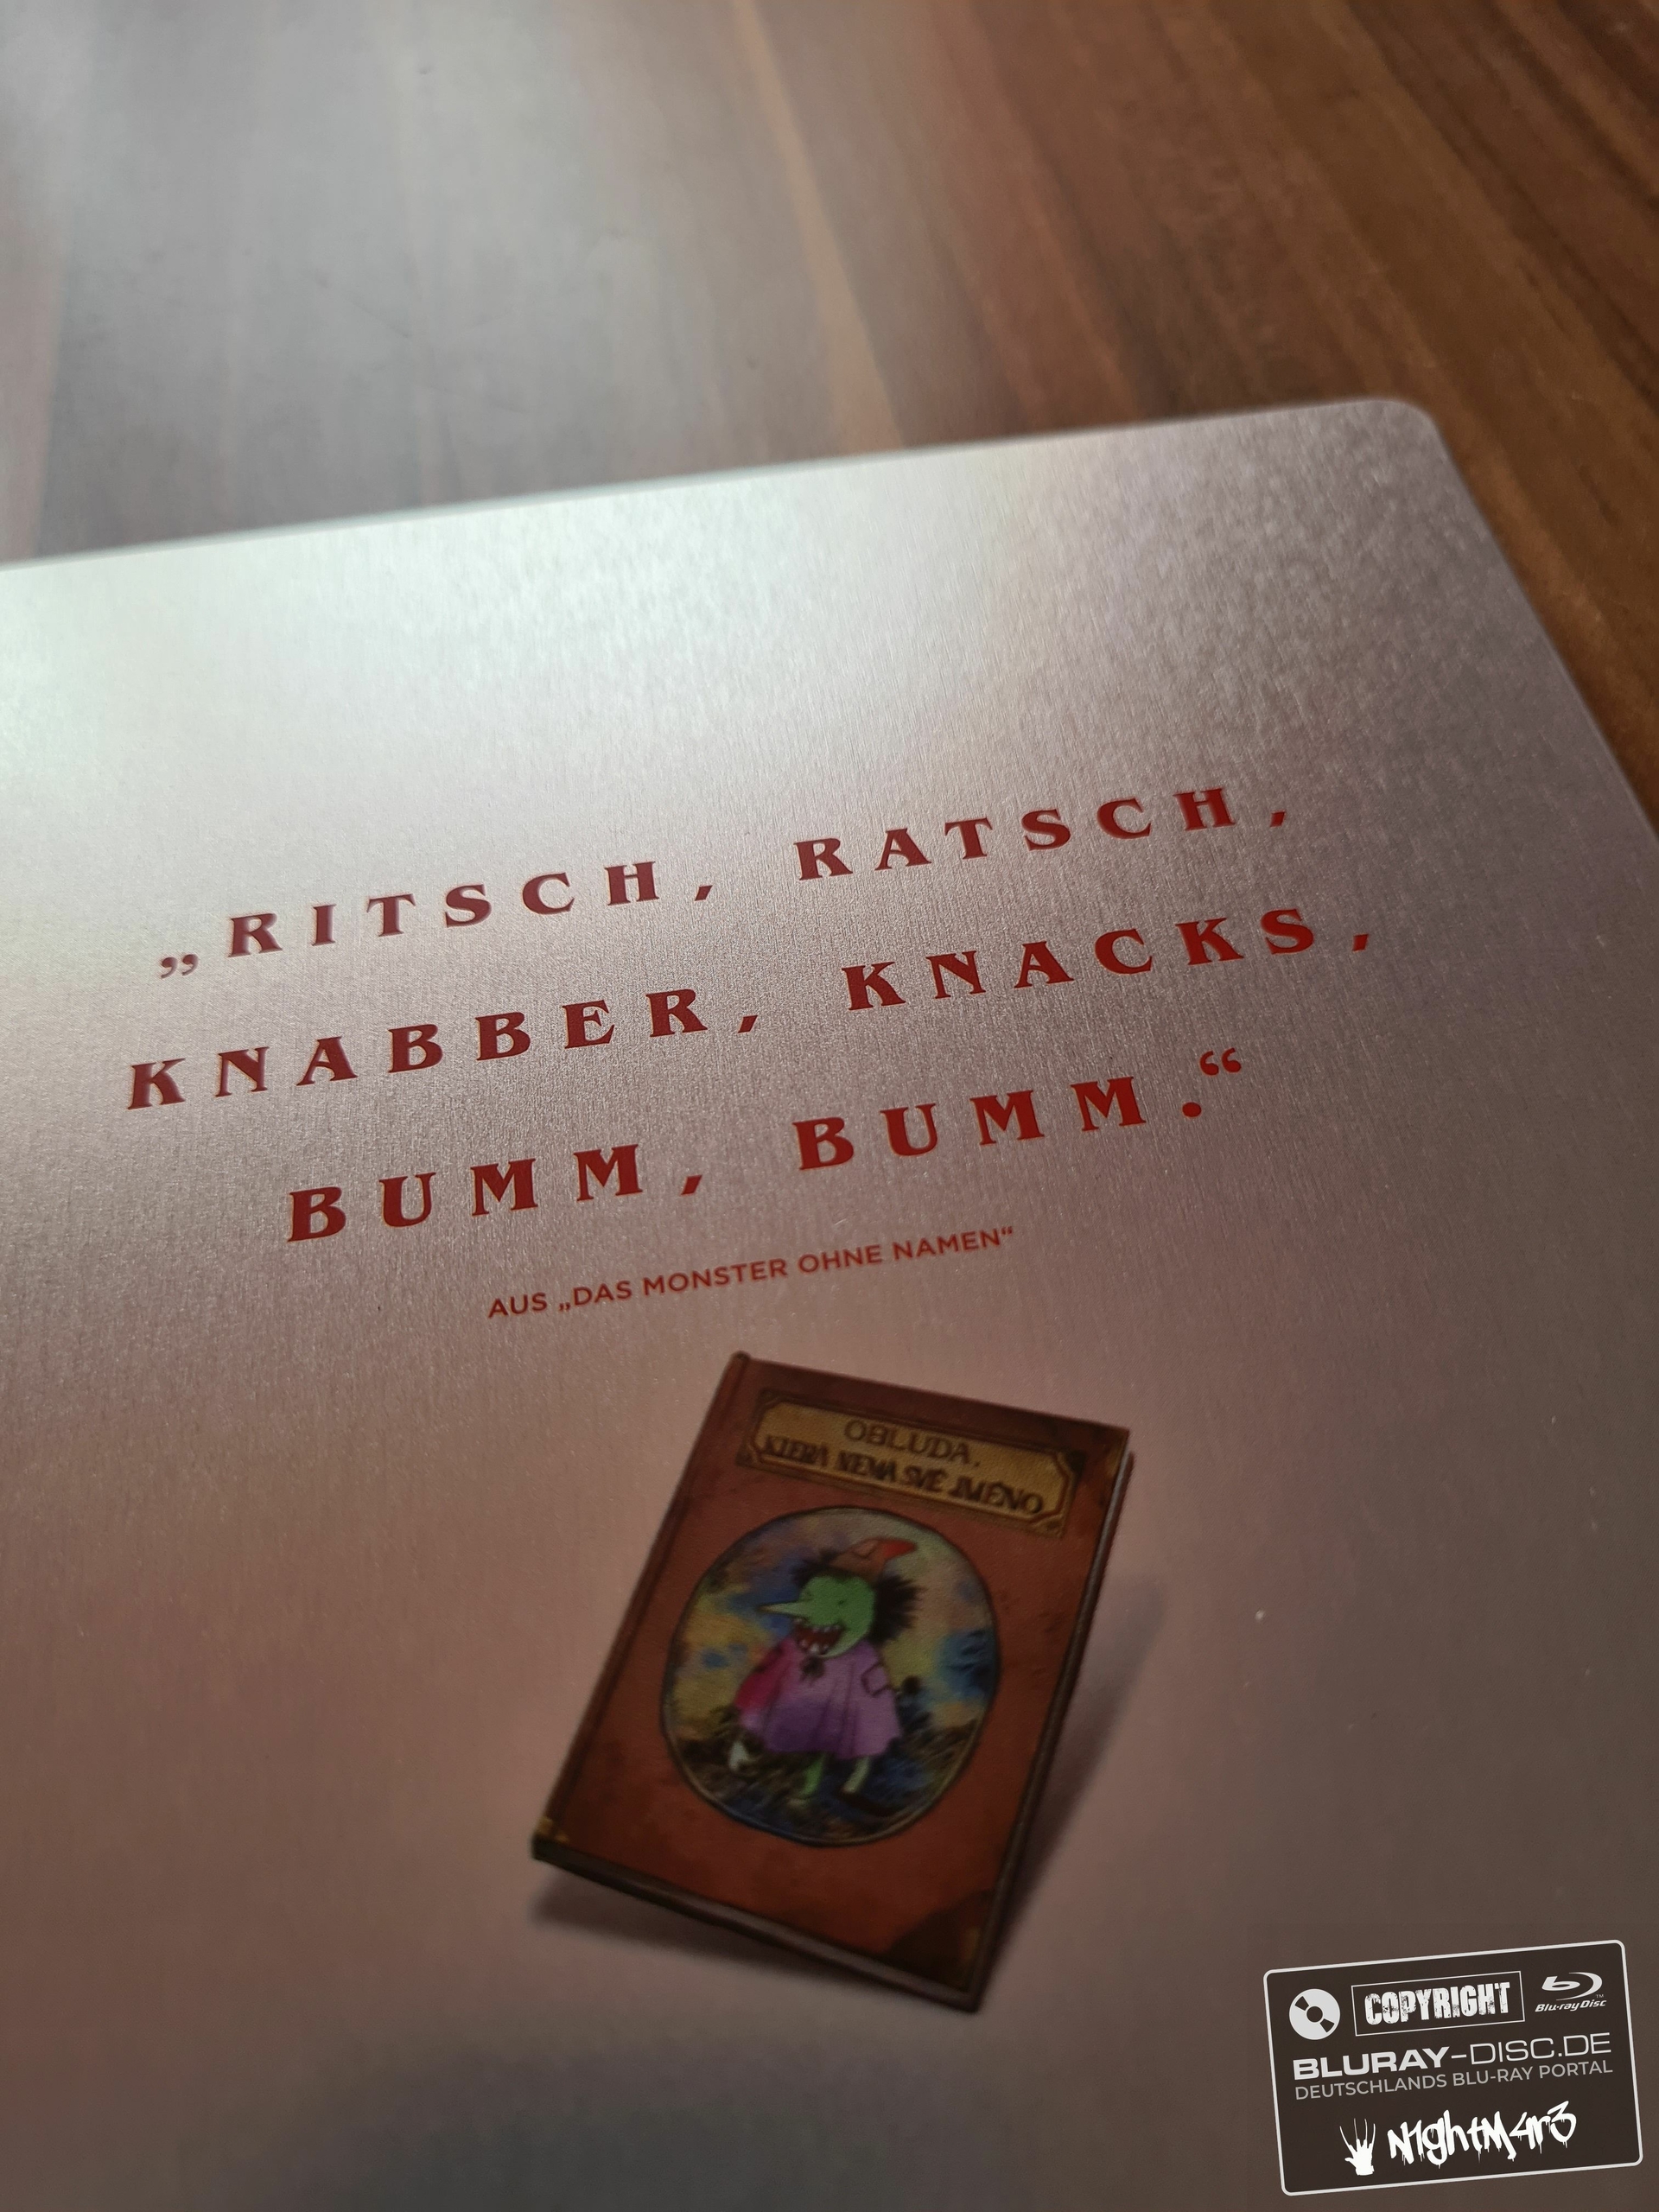 „RITSCH, RATSCH,
KNABBER, KNACKS,
BUMM, BUMM.“
AUS „DAS MONSTER OHNE NAMEN“
OBLUDA,
KTERÁ NEMÁ SVÉ JMÉNO
COPYRIGHT
Blu-ray Disc™
BLURAY-DISC.DE
DEUTSCHLANDS BLU-RAY PORTAL
N1ghtM4r3